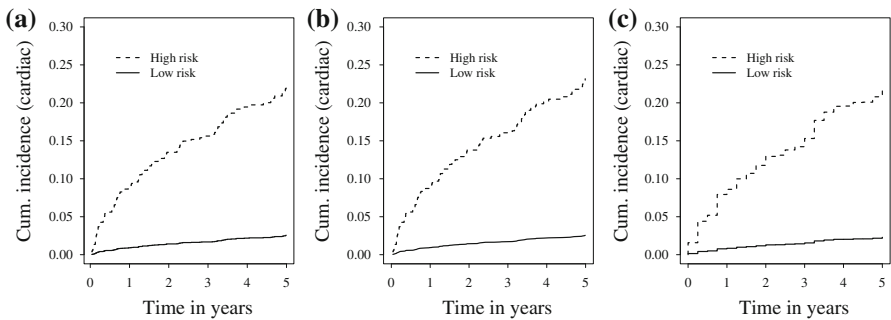 (a)
Cum. incidence (cardiac)
0.30
0.25
0.20
0.15
0.10
0.05
0.00
High risk
Low risk
0 1 2 3 4 5
Time in years
(b)
Cum. incidence (cardiac)
0.30
0.25
0.20
0.15
0.10
0.05
0.00
High risk
Low risk
0 1 2 3 4 5
Time in years
(c)
Cum. incidence (cardiac)
0.30
0.25
0.20
0.15
0.10
0.05
0.00
High risk
Low risk
0 1 2 3 4 5
Time in years